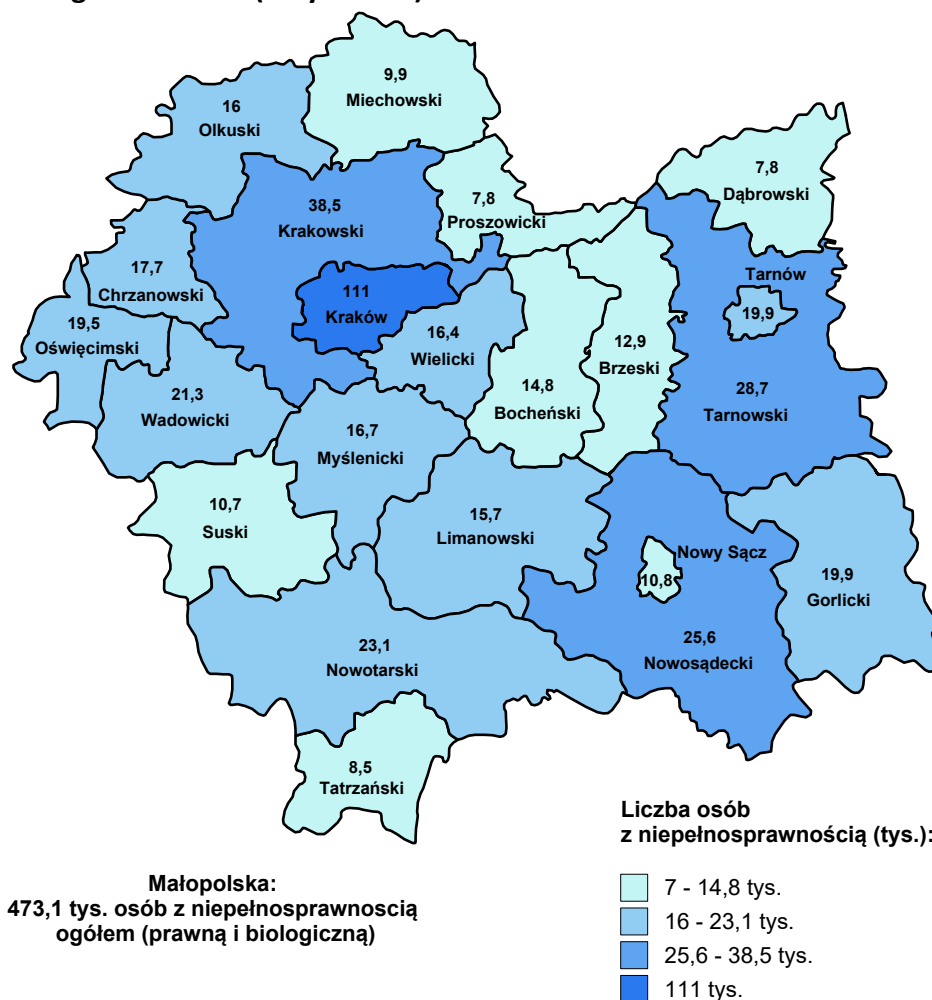 9,9
Miechowski
16
Olkuski
7,8
Dąbrowski
38,5
Krakowski
7,8
Proszowicki
17,7
Chrzanowski
Tarnów
19,9
111
Kraków
19,5
Oświęcimski
16,4
Wielicki
12,9
Brzeski
21,3
Wadowicki
14,8
Bocheński
28,7
Tarnowski
16,7
Myślenicki
10,7
Suski
15,7
Limanowski
Nowy Sącz
10,8
19,9
Gorlicki
23,1
Nowotarski
25,6
Nowosądecki
8,5
Tatrzański
Liczba osób
z niepełnosprawnością (tys.):
7 - 14,8 tys.
16 - 23,1 tys.
25,6 - 38,5 tys.
111 tys.
Małopolska:
473,1 tys. osób z niepełnosprawnoscią
ogółem (prawną i biologiczną)